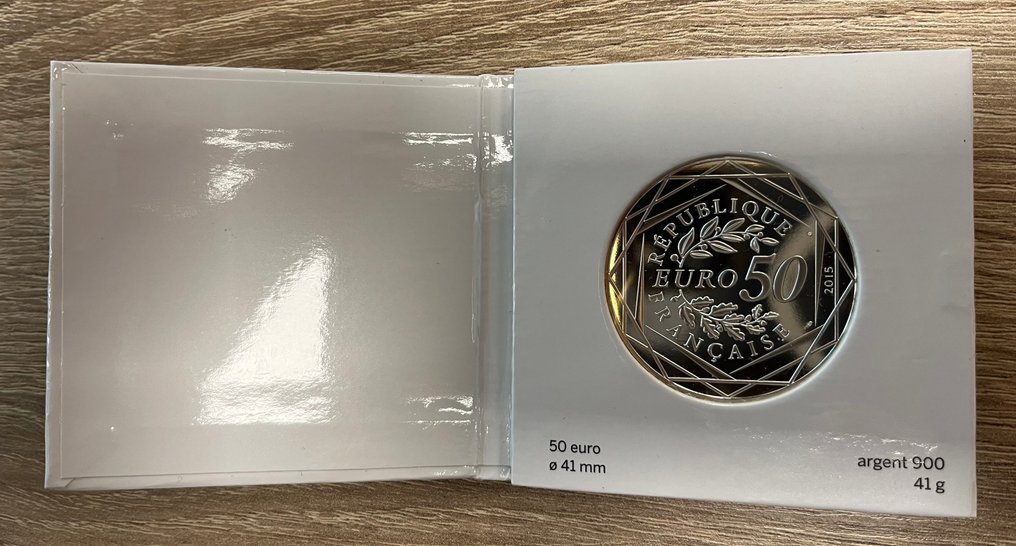 RÉPUBLIQUE
EURO 50
2015
FRANÇAISE
50 euro
ø 41 mm
argent 900
41 g